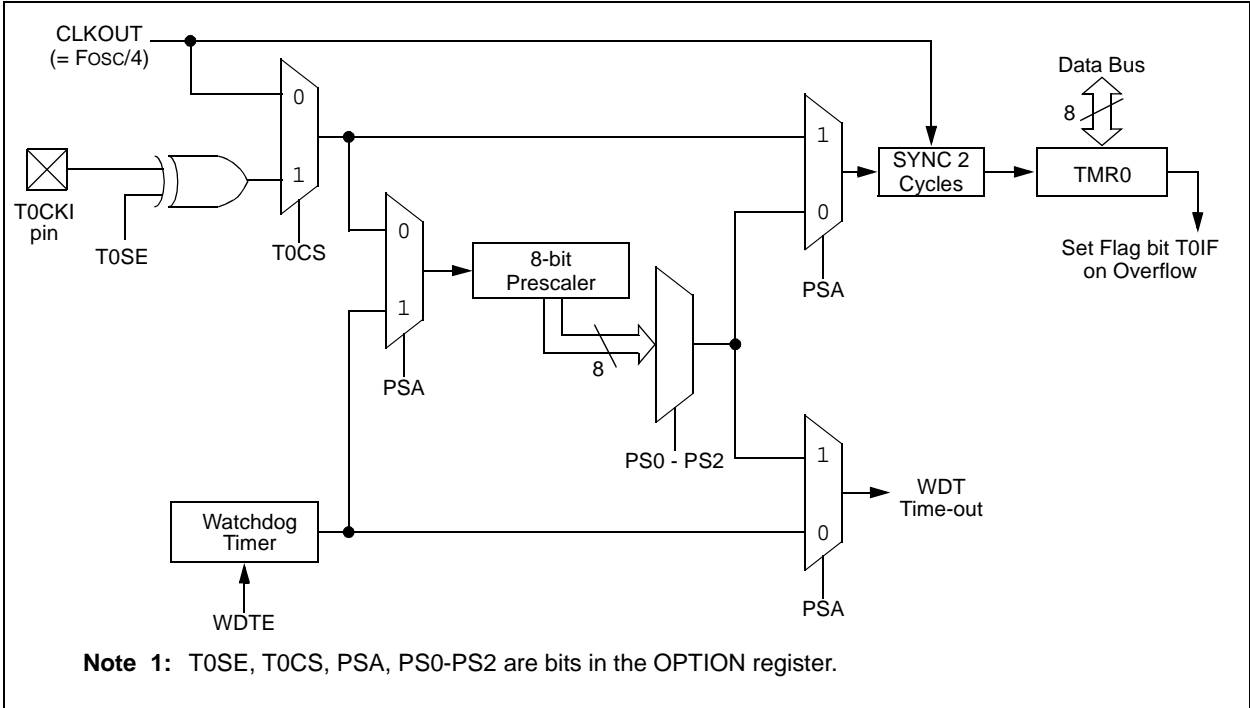 CLKOUT
(= FOSC/4)
Data Bus
8
0
1
1
0
SYNC 2
Cycles
TMR0
T0CKI
pin
T0SE
T0CS
0
1
8-bit
Prescaler
PSA
Set Flag bit T0IF
on Overflow
8
PSA
PS0 - PS2
1
0
WDT
Time-out
Watchdog
Timer
PSA
WDTE
Note 1: T0SE, T0CS, PSA, PS0-PS2 are bits in the OPTION register.